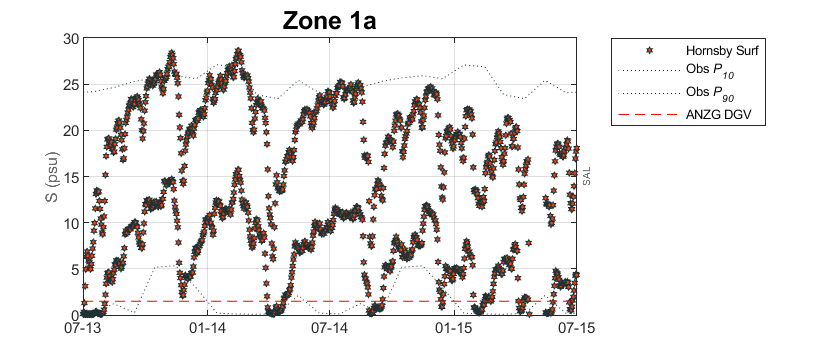 Zone 1a
30
25
20
15
10
5
0
S (psu)
07-13
01-14
07-14
01-15
07-15
SAL
Hornsby Surf
Obs P10
Obs P90
ANZG DGV